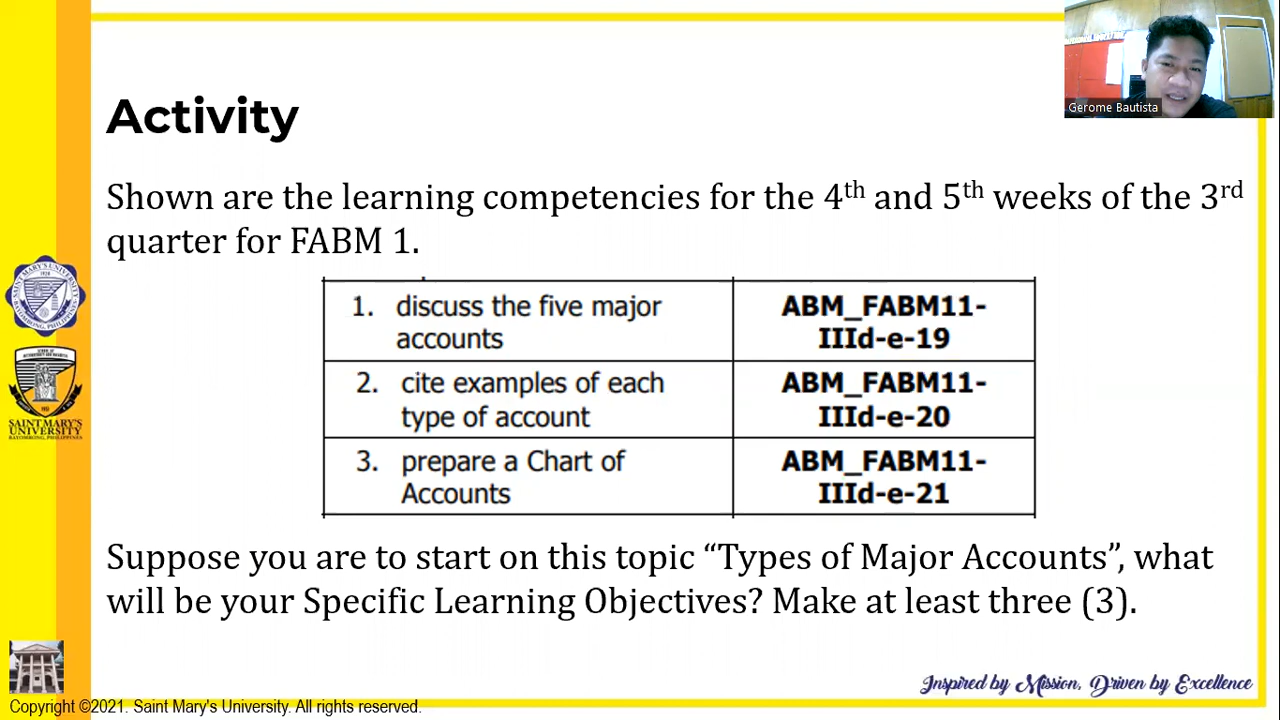 Gerome Bautista
Activity
Shown are the learning competencies for the 4th and 5th weeks of the 3rd
quarter for FABM 1.
1. discuss the five major
accounts
ABM_FABM11-
IIId-e-19
2. cite examples of each
type of account
ABM_FABM11-
IIId-e-20
3. prepare a Chart of
Accounts
ABM_FABM11-
IIId-e-21
Suppose you are to start on this topic “Types of Major Accounts”, what
will be your Specific Learning Objectives? Make at least three (3).
SAINT MARY'S
UNIVERSITY
BAYOMBONG, PHILIPPINES
Inspired by Mission, Driven by Excellence
Copyright ©2021. Saint Mary's University. All rights reserved.